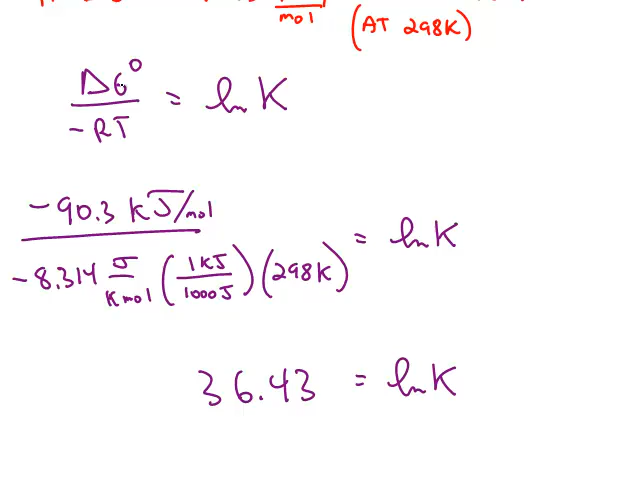 mol (AT 298K)
ΔG° / -RT = ln K
-90.3 kJ/mol / -8.314 J/K mol (1KJ/1000J) (298K) = ln K
36.43 = ln K